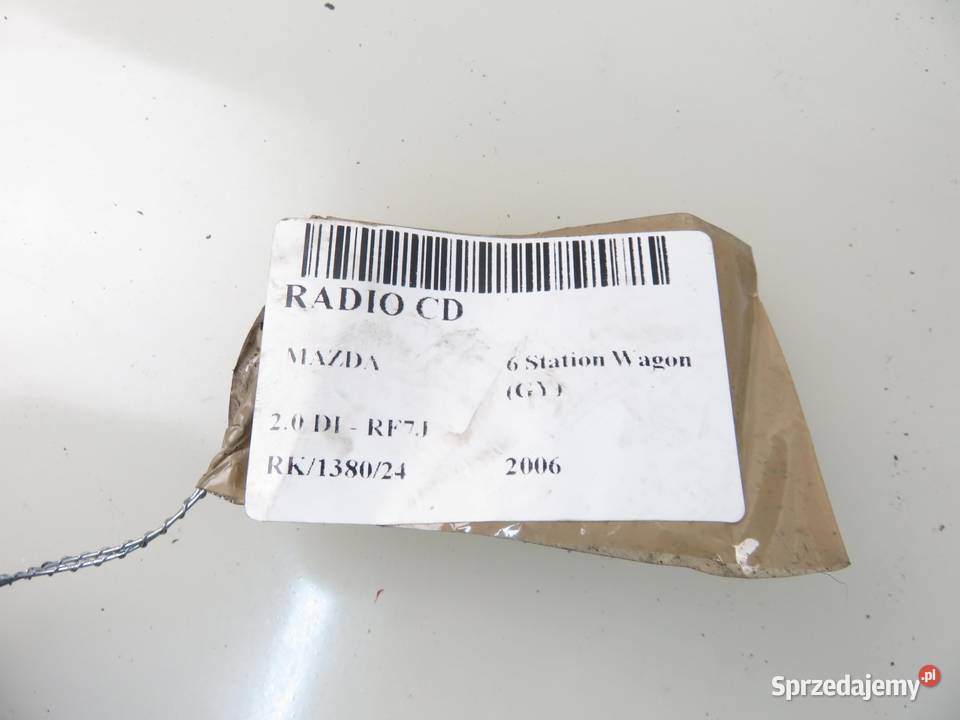 RADIO CD
MAZDA
6 Station Wagon
(GY)
2.0 DI - RF7J
RK/1380/24
2006
Sprzedajemy.pl